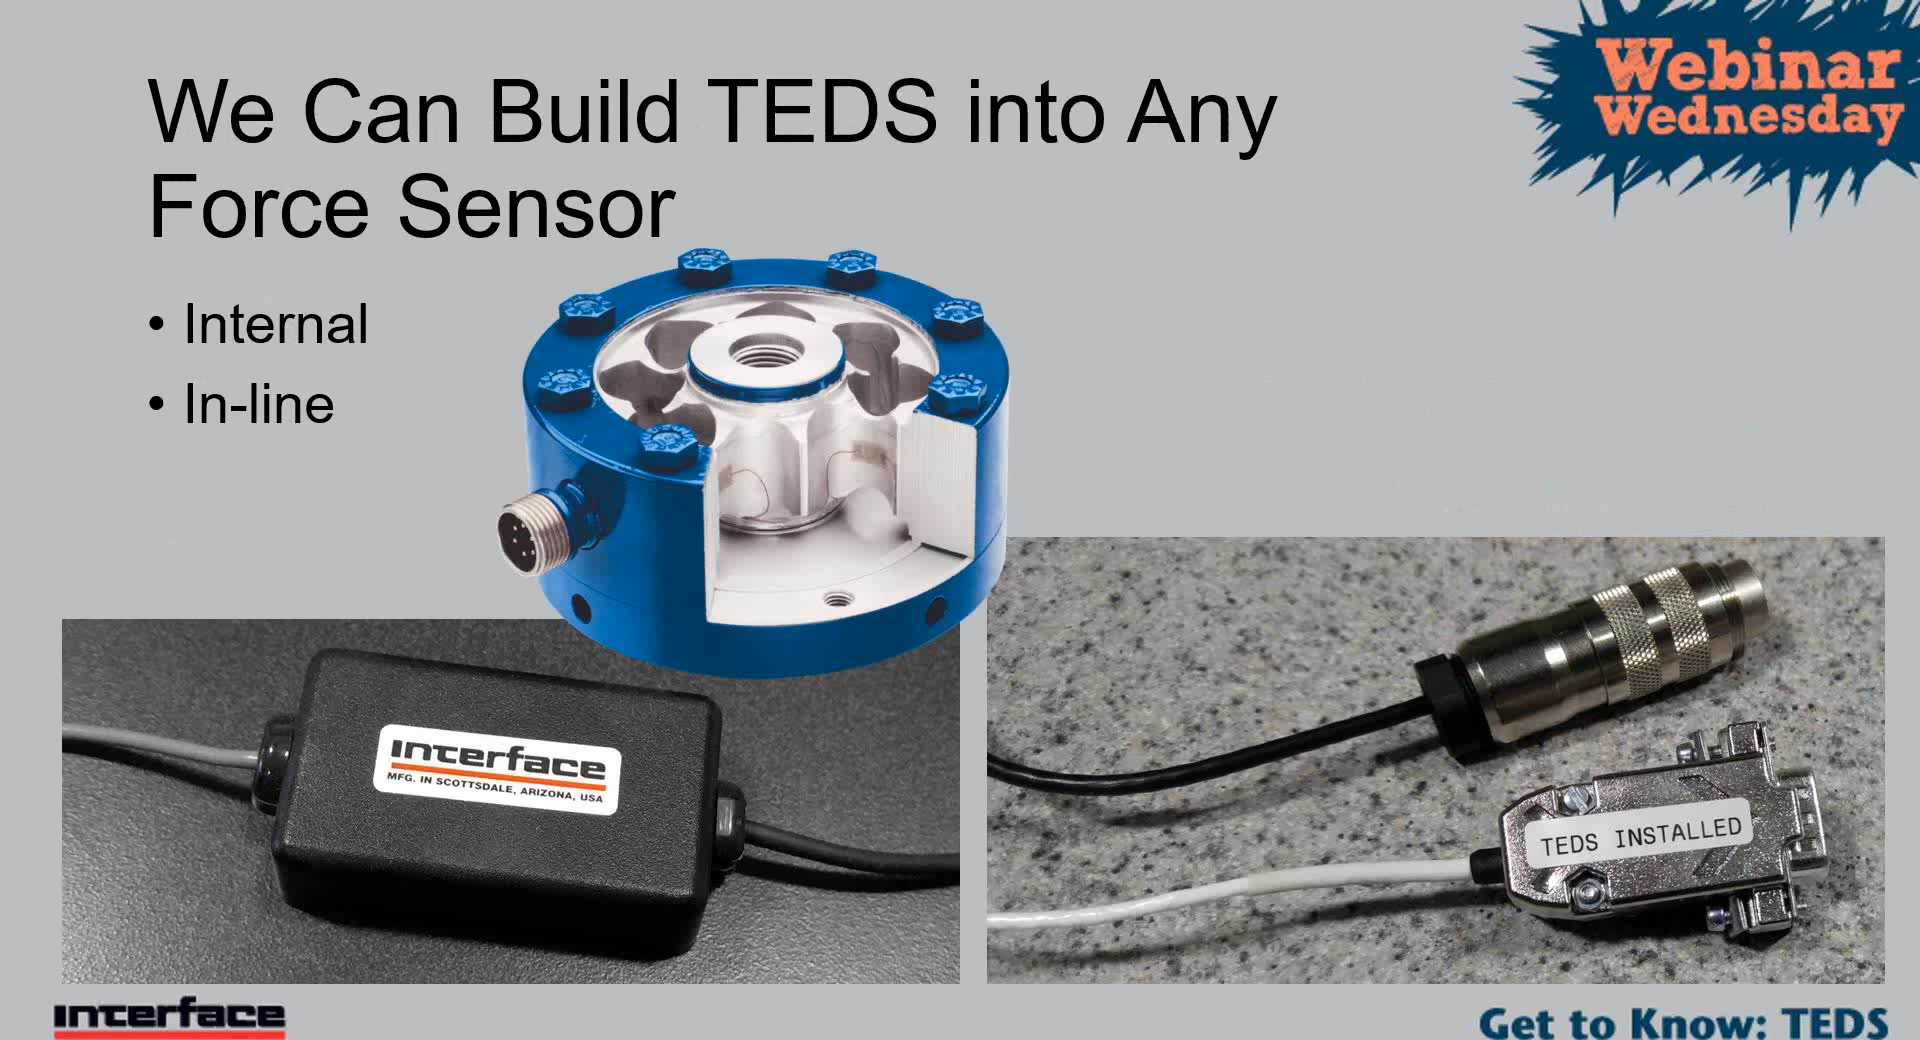 Webinar
Wednesday
We Can Build TEDS into Any
Force Sensor
• Internal
• In-line
Interface
MFG. IN SCOTTSDALE, ARIZONA, USA
TEDS INSTALLED
Interface
Get to Know: TEDS